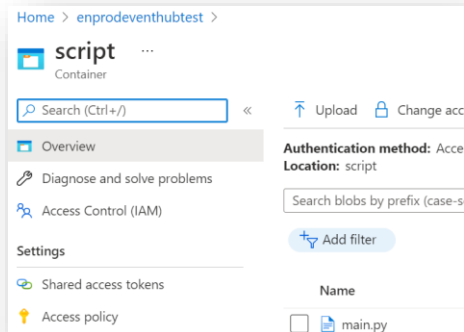 Home > enprodeventhubtest >
script ...
Container
Search (Ctrl+/) «
Overview
Diagnose and solve problems
Access Control (IAM)
Settings
Shared access tokens
Access policy
Upload Change acc
Authentication method: Acce
Location: script
Search blobs by prefix (case-s
Add filter
Name
main.py